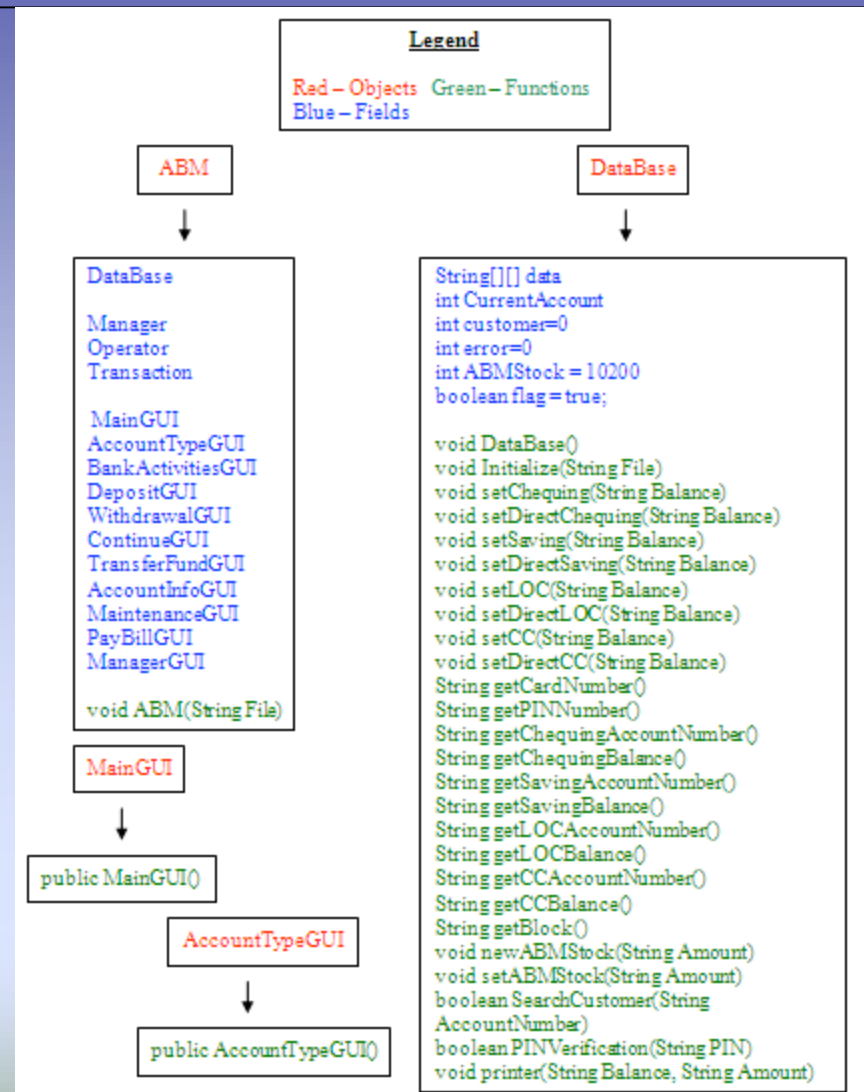 Legend
Red – Objects Green – Functions
Blue – Fields
ABM
DataBase
Manager
Operator
Transaction
MainGUI
AccountTypeGUI
BankActivitiesGUI
DepositGUI
WithdrawalGUI
ContinueGUI
TransferFundGUI
AccountInfoGUI
MaintenanceGUI
PayBillGUI
ManagerGUI
void ABM(String File)
MainGUI
public MainGUI()
AccountTypeGUI
public AccountTypeGUI()
DataBase
String[][] data
int CurrentAccount
int customer=0
int error=0
int ABMStock = 10200
boolean flag = true;
void DataBase()
void Initialize(String File)
void setChequing(String Balance)
void setDirectChequing(String Balance)
void setSaving(String Balance)
void setDirectSaving(String Balance)
void setLOC(String Balance)
void setDirectLOC(String Balance)
void setCC(String Balance)
void setDirectCC(String Balance)
String getCardNumber()
String getPINNumber()
String getChequingAccountNumber()
String getChequingBalance()
String getSavingAccountNumber()
String getSavingBalance()
String getLOCAccountNumber()
String getLOCBalance()
String getCCAccountNumber()
String getCCBalance()
String getBlock()
void newABMStock(String Amount)
void setABMStock(String Amount)
boolean SearchCustomer(String
AccountNumber)
boolean PINVerification(String PIN)
void printer(String Balance, String Amount)